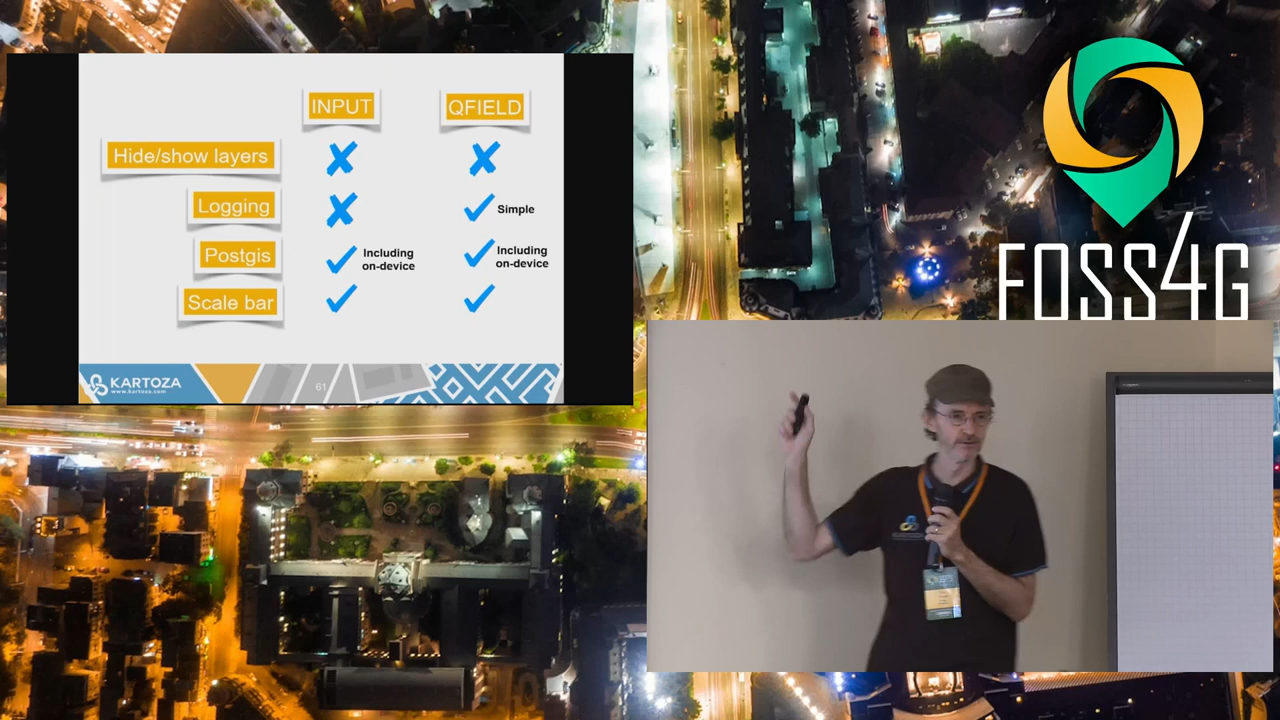 INPUT QFIELD
Hide/show layers
Logging Simple
Postgis Including on-device Including on-device
Scale bar
KARTOZA
www.kartoza.com
61
FOSS4G